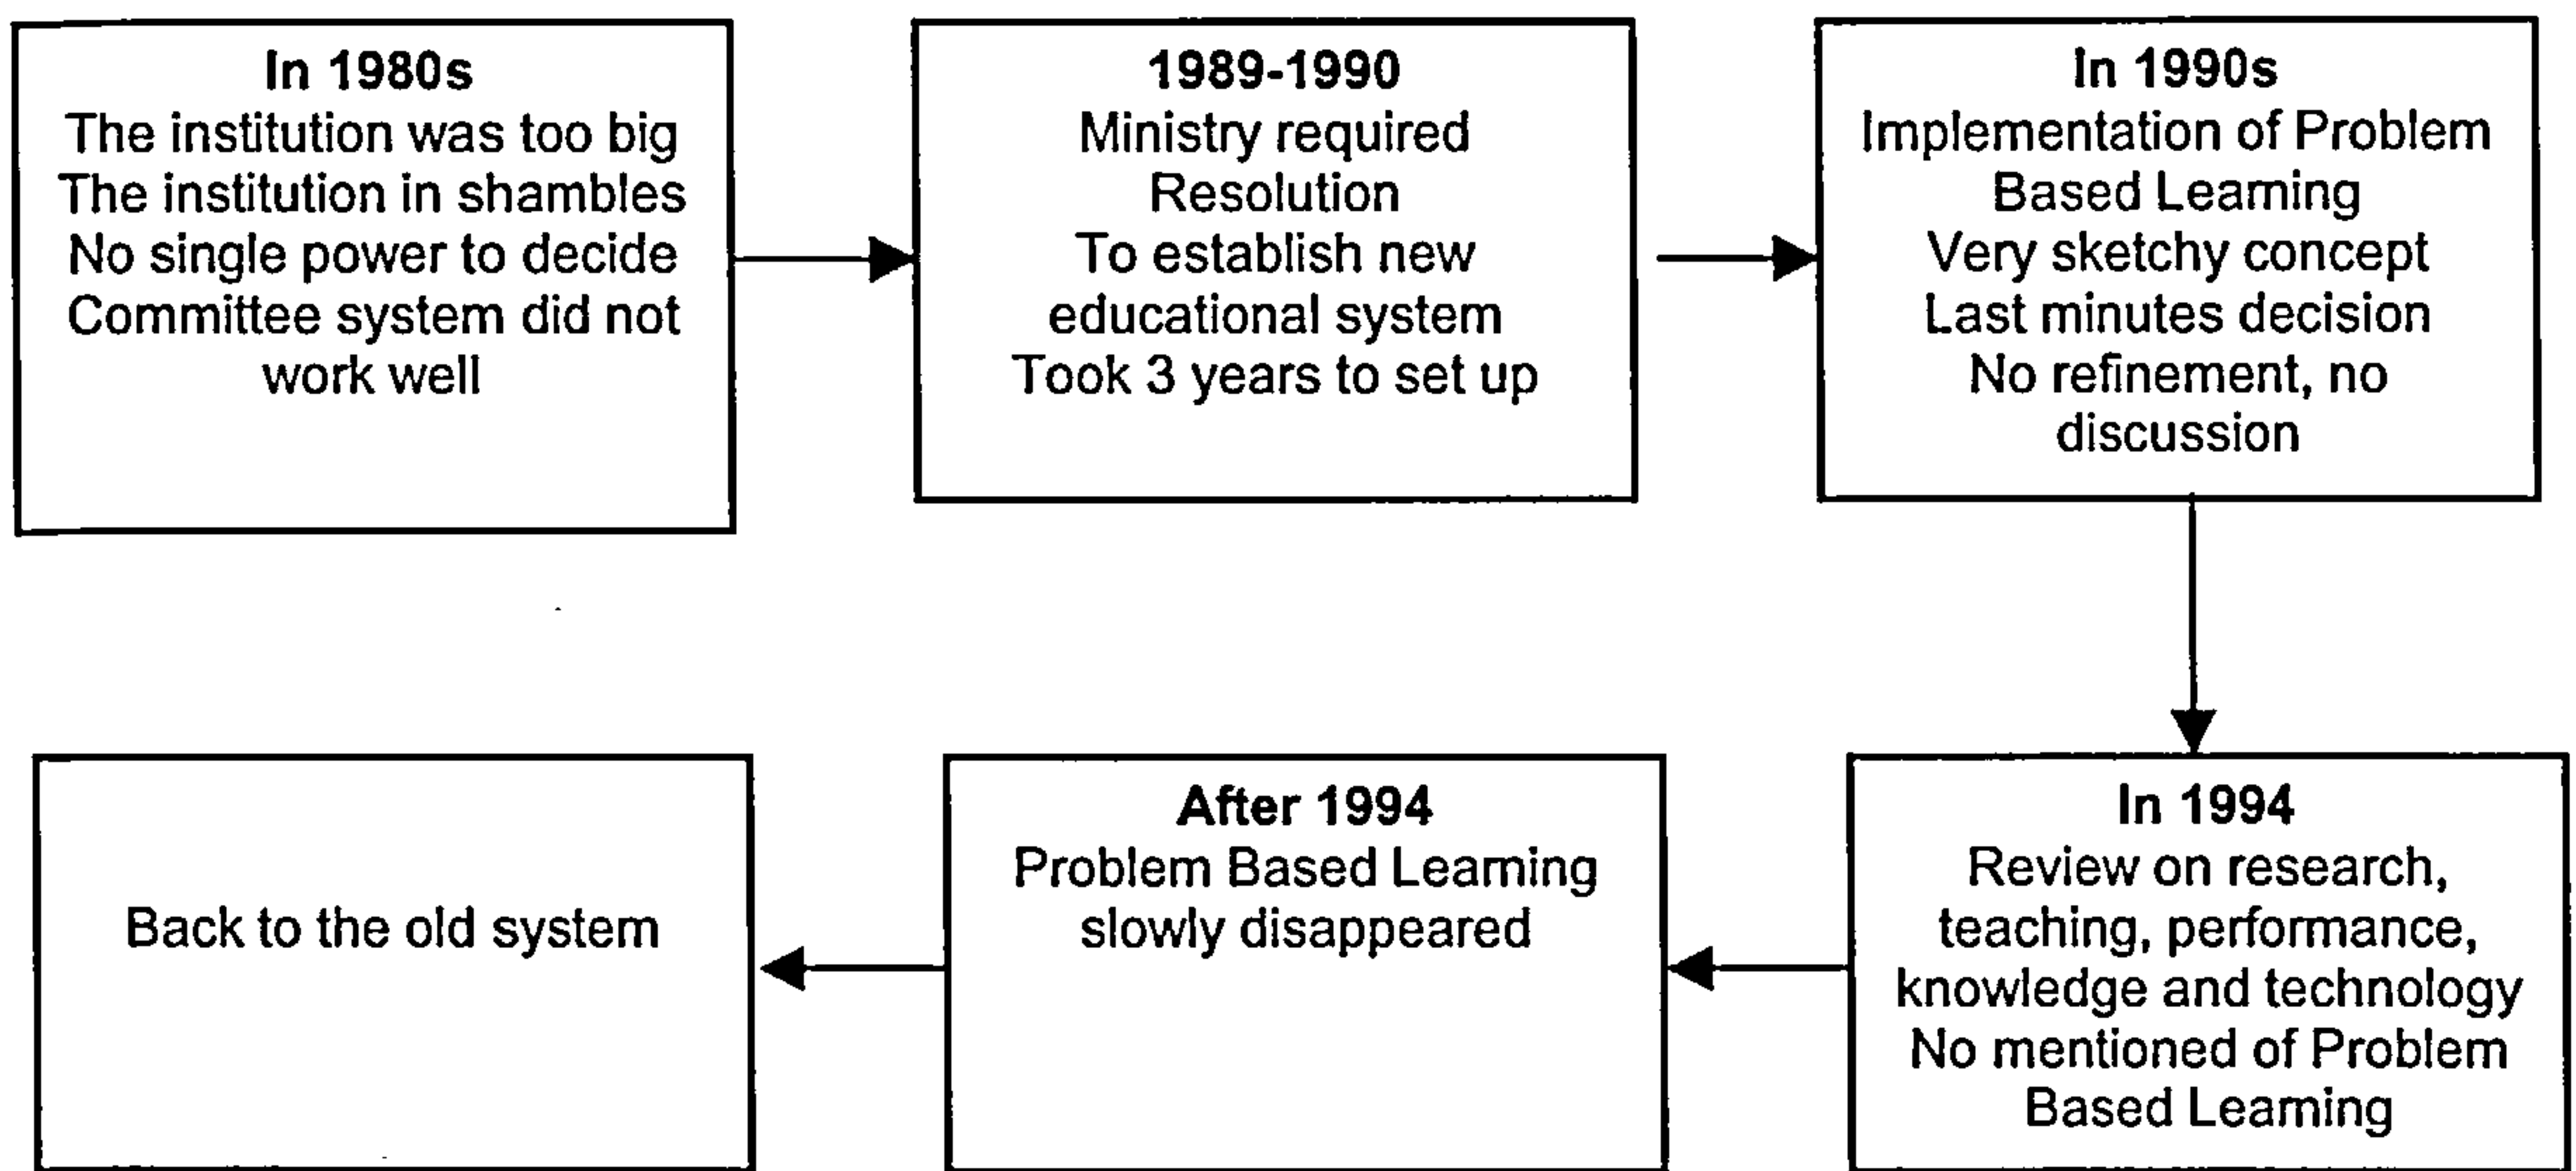 In 1980s
The institution was too big
The institution in shambles
No single power to decide
Committee system did not
work well
1989-1990
Ministry required
Resolution
To establish new
educational system
Took 3 years to set up
In 1990s
Implementation of Problem
Based Learning
Very sketchy concept
Last minutes decision
No refinement, no
discussion
In 1994
Review on research,
teaching, performance,
knowledge and technology
No mentioned of Problem
Based Learning
After 1994
Problem Based Learning
slowly disappeared
Back to the old system